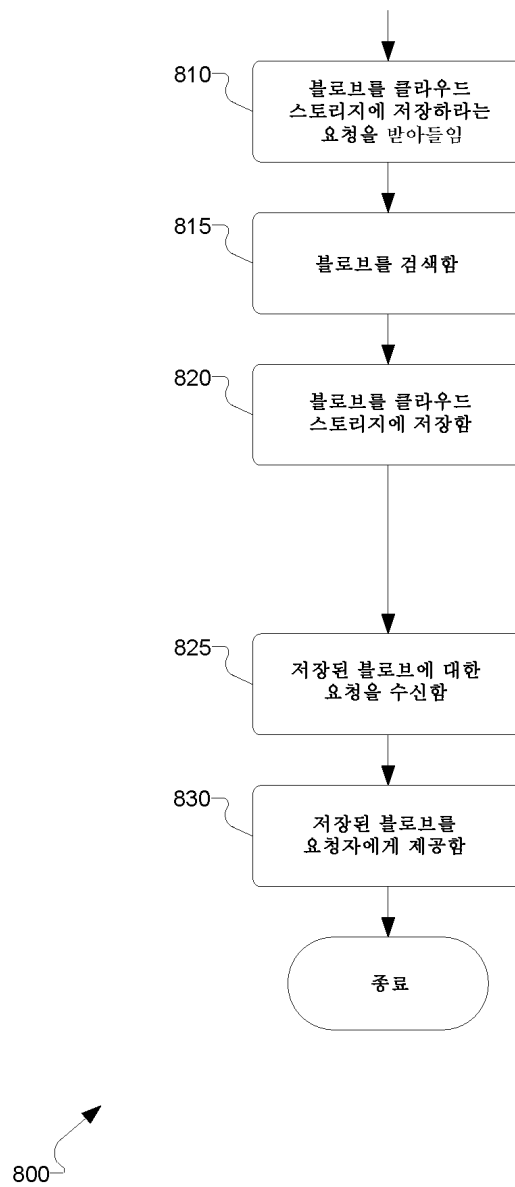 810
블로브를 클라우드
스토리지에 저장하라는
요청을 받아들임
815
블로브를 검색함
820
블로브를 클라우드
스토리지에 저장함
825
저장된 블로브에 대한
요청을 수신함
830
저장된 블로브를
요청자에게 제공함
종료
800